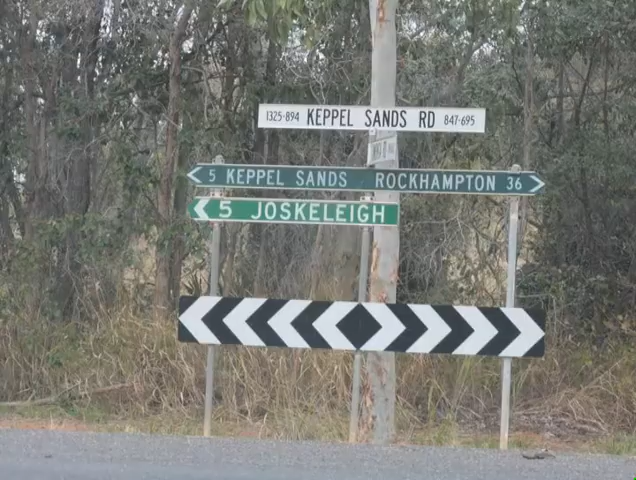 1325-894 KEPPEL SANDS RD 847-695
5 KEPPEL SANDS ROCKHAMPTON 36
5 JOSKELEIGH